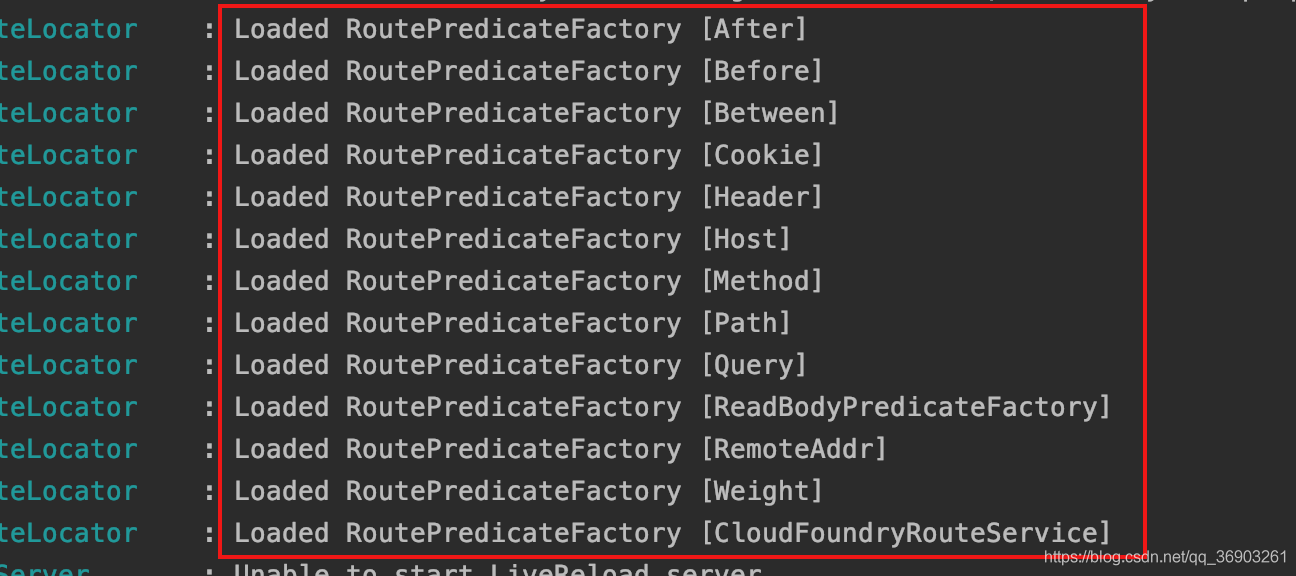 teLocator : Loaded RoutePredicateFactory [After]
teLocator : Loaded RoutePredicateFactory [Before]
teLocator : Loaded RoutePredicateFactory [Between]
teLocator : Loaded RoutePredicateFactory [Cookie]
teLocator : Loaded RoutePredicateFactory [Header]
teLocator : Loaded RoutePredicateFactory [Host]
teLocator : Loaded RoutePredicateFactory [Method]
teLocator : Loaded RoutePredicateFactory [Path]
teLocator : Loaded RoutePredicateFactory [Query]
teLocator : Loaded RoutePredicateFactory [ReadBodyPredicateFactory]
teLocator : Loaded RoutePredicateFactory [RemoteAddr]
teLocator : Loaded RoutePredicateFactory [Weight]
teLocator : Loaded RoutePredicateFactory [CloudFoundryRouteService]
https://blog.csdn.net/qq_36903261
Server : Unable to start LiveReload server